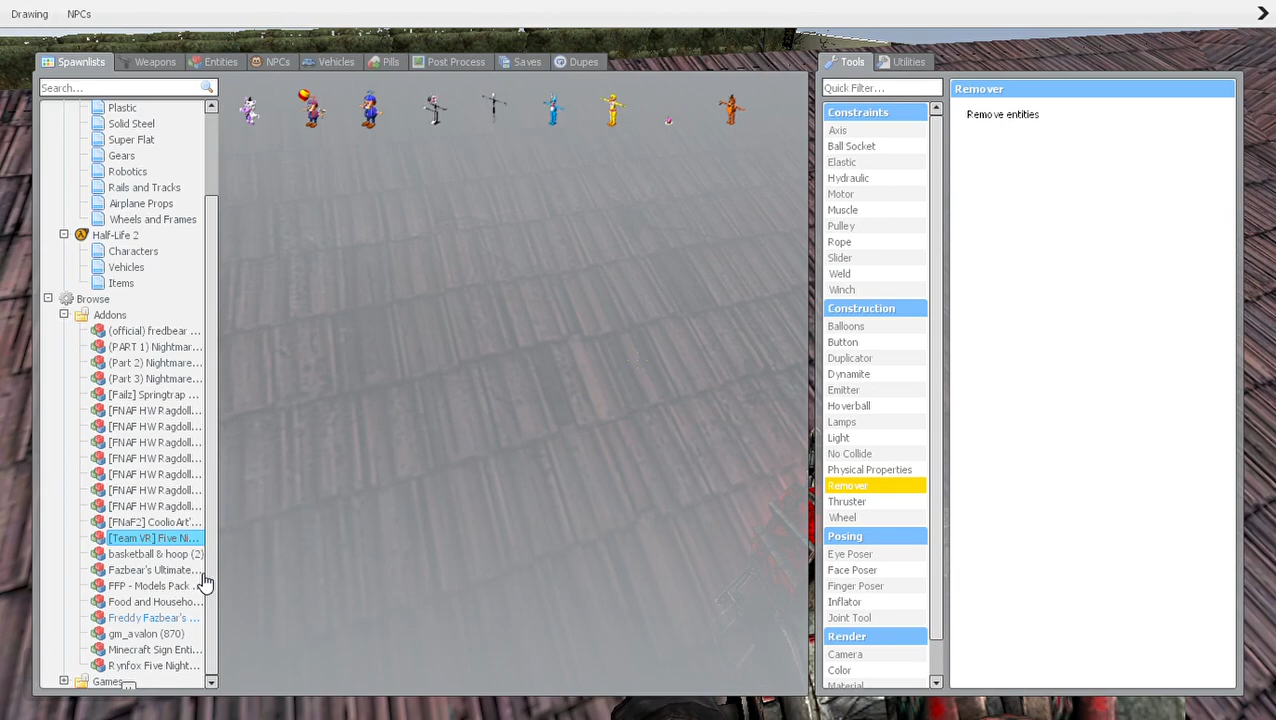 Drawing NPCs
Spawnlists Weapons Entities NPCs Vehicles Pills Post Process Saves Dupes
Search...
Plastic
Solid Steel
Super Flat
Gears
Robotics
Rails and Tracks
Airplane Props
Wheels and Frames
Half-Life 2
Characters
Vehicles
Items
Browse
Addons
(official) fredbear ...
(PART 1) Nightmar...
(Part 2) Nightmare...
(Part 3) Nightmare...
[Failz] Springtrap ...
[FNAF HW Ragdoll...
[FNAF HW Ragdoll...
[FNAF HW Ragdoll...
[FNAF HW Ragdoll...
[FNAF HW Ragdoll...
[FNAF HW Ragdoll...
[FNAF HW Ragdoll...
[FNaF2] CoolioArt'...
[Team VR] Five Ni...
basketball & hoop (2)
Fazbear's Ultimate...
FFP - Models Pack ...
Food and Househo...
Freddy Fazbear's ...
gm_avalon (870)
Minecraft Sign Enti...
Rynfox Five Night...
Games
Tools Utilities
Quick Filter...
Constraints
Axis
Ball Socket
Elastic
Hydraulic
Motor
Muscle
Pulley
Rope
Slider
Weld
Winch
Construction
Balloons
Button
Duplicator
Dynamite
Emitter
Hoverball
Lamps
Light
No Collide
Physical Properties
Remover
Thruster
Wheel
Posing
Eye Poser
Face Poser
Finger Poser
Inflator
Joint Tool
Render
Camera
Color
Material
Remover
Remove entities